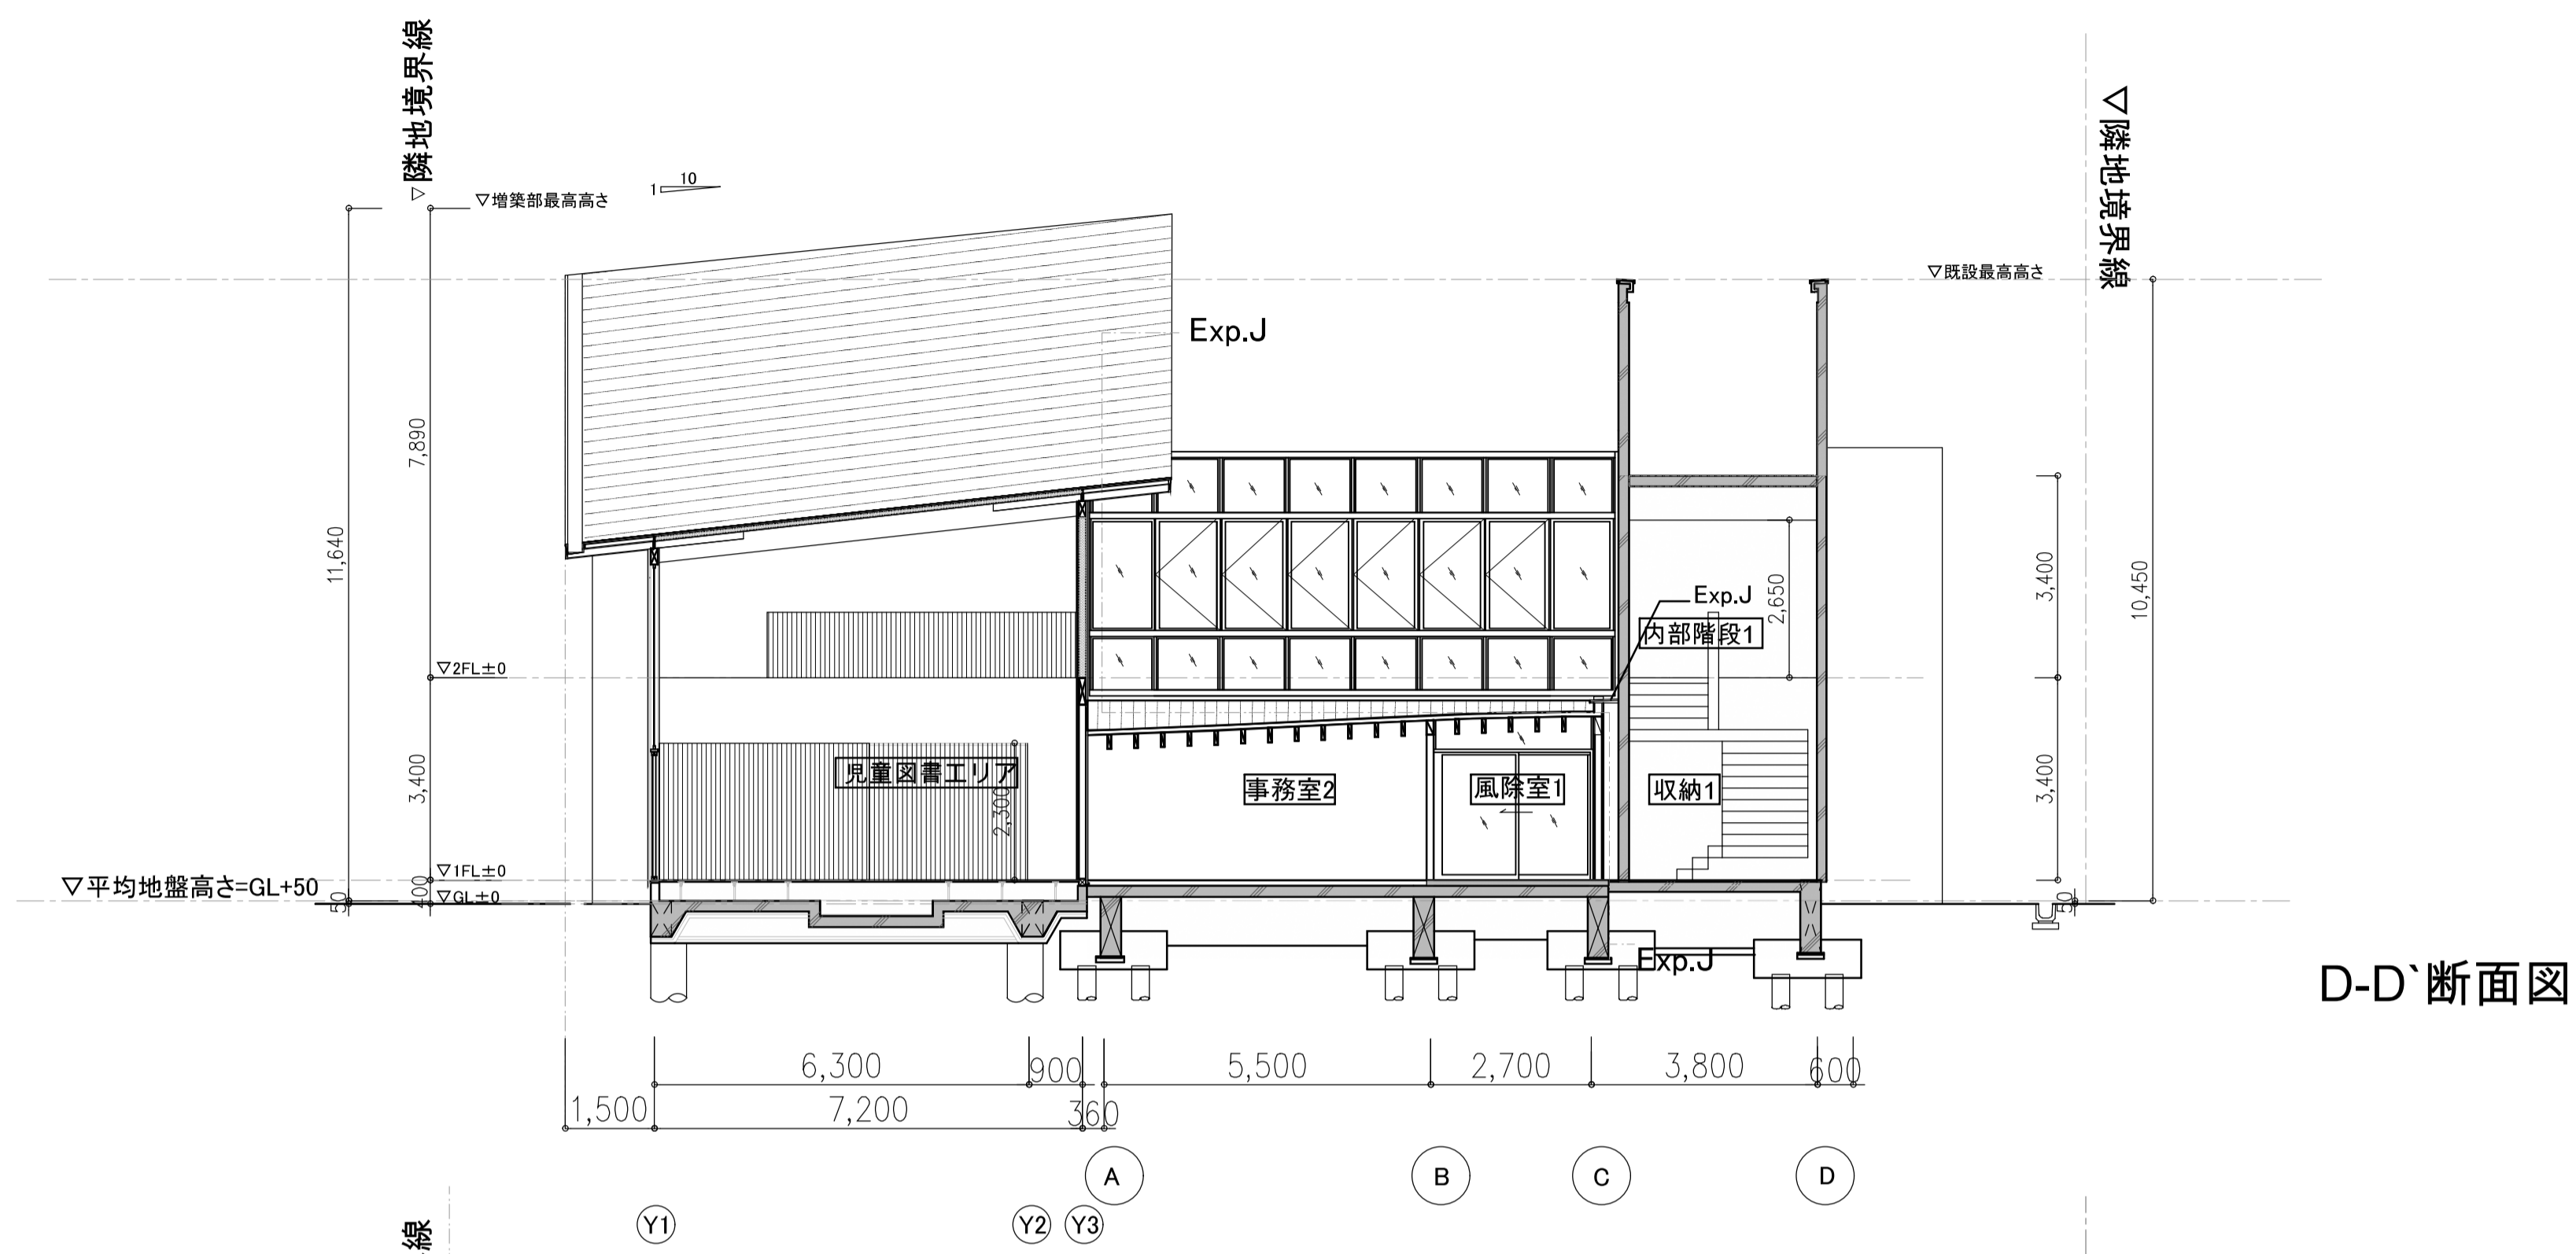 ▽隣地境界線
▽増築部最高高さ
1
10
▽隣地境界線
▽既設最高高さ
Exp.J
7,890
11,640
10,450
3,400
2,650
Exp.J
内部階段1
▽2FL±0
児童図書エリア
2,300
事務室2
風除室1
収納1
3,400
3,400
▽1FL±0
▽平均地盤高さ=GL+50
50
400
▽GL±0
50
Exp.J
D-D`断面図
6,300
900
5,500
2,700
3,800
600
1,500
7,200
360
A
B
C
D
Y1
Y2
Y3
線